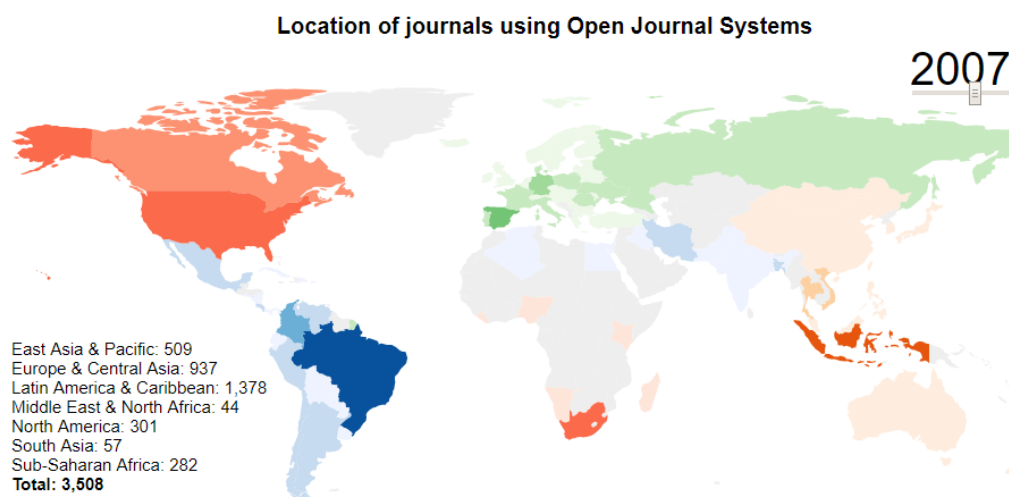 Location of journals using Open Journal Systems
2007
East Asia & Pacific: 509
Europe & Central Asia: 937
Latin America & Caribbean: 1,378
Middle East & North Africa: 44
North America: 301
South Asia: 57
Sub-Saharan Africa: 282
Total: 3,508